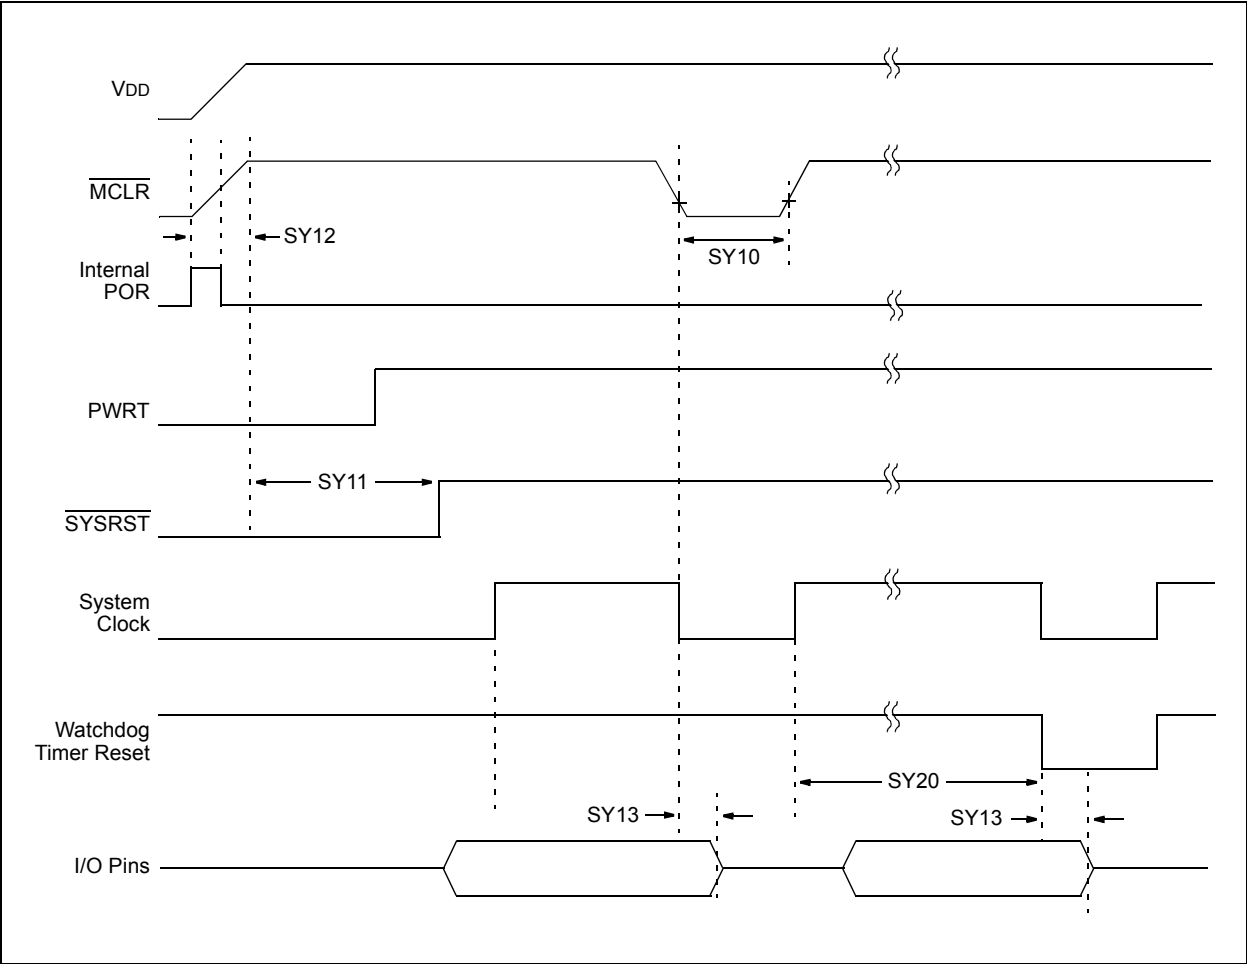 VDD
MCLR
SY12
SY10
Internal
POR
PWRT
SY11
SYSRST
System
Clock
Watchdog
Timer Reset
SY20
SY13
SY13
I/O Pins